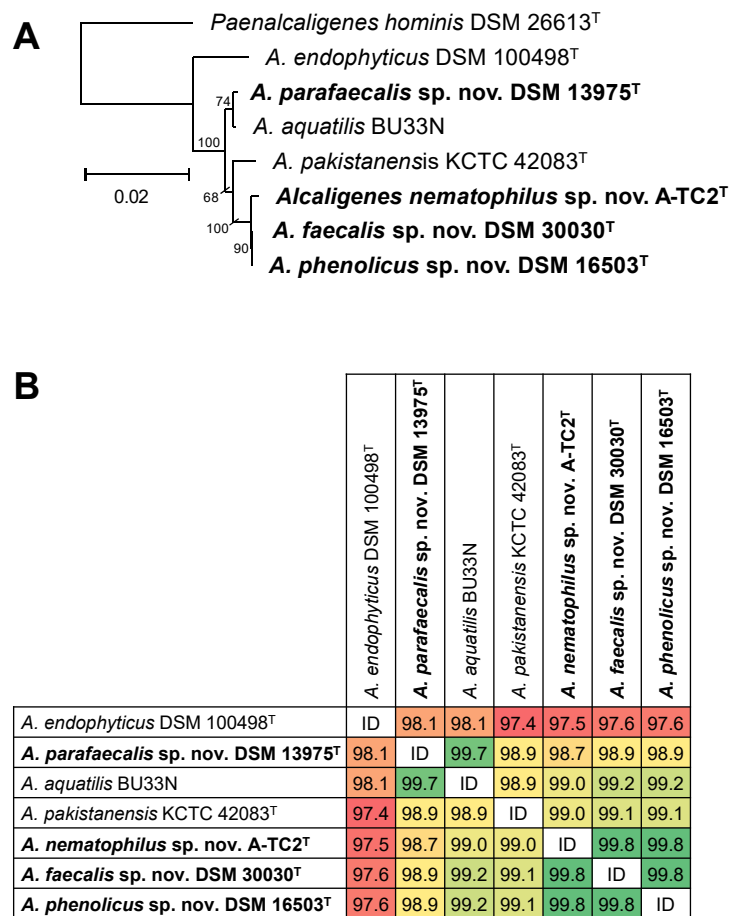 A
Paenalcaligenes hominis DSM 26613ᵀ
A. endophyticus DSM 100498ᵀ
74
A. parafaecalis sp. nov. DSM 13975ᵀ
A. aquatilis BU33N
100
A. pakistanensis KCTC 42083ᵀ
0.02
68
Alcaligenes nematophilus sp. nov. A-TC2ᵀ
100
A. faecalis sp. nov. DSM 30030ᵀ
90
A. phenolicus sp. nov. DSM 16503ᵀ
B
A. endophyticus DSM 100498ᵀ
A. parafaecalis sp. nov. DSM 13975ᵀ
A. aquatilis BU33N
A. pakistanensis KCTC 42083ᵀ
A. nematophilus sp. nov. A-TC2ᵀ
A. faecalis sp. nov. DSM 30030ᵀ
A. phenolicus sp. nov. DSM 16503ᵀ
A. endophyticus DSM 100498ᵀ ID 98.1 98.1 97.4 97.5 97.6 97.6
A. parafaecalis sp. nov. DSM 13975ᵀ 98.1 ID 99.7 98.9 98.7 98.9 98.9
A. aquatilis BU33N 98.1 99.7 ID 98.9 99.0 99.2 99.2
A. pakistanensis KCTC 42083ᵀ 97.4 98.9 98.9 ID 99.0 99.1 99.1
A. nematophilus sp. nov. A-TC2ᵀ 97.5 98.7 99.0 99.0 ID 99.8 99.8
A. faecalis sp. nov. DSM 30030ᵀ 97.6 98.9 99.2 99.1 99.8 ID 99.8
A. phenolicus sp. nov. DSM 16503ᵀ 97.6 98.9 99.2 99.1 99.8 99.8 ID